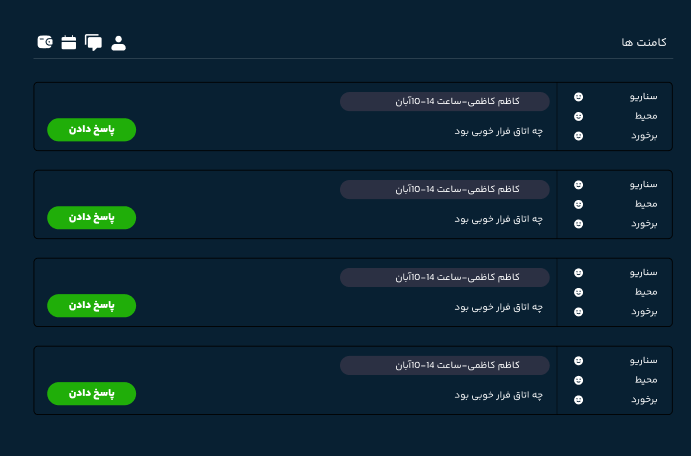 کامنت ها
سناریو
محیط
برخورد
کاظم کاظمی-ساعت 14-10آبان
چه اتاق فرار خوبی بود
پاسخ دادن
سناریو
محیط
برخورد
کاظم کاظمی-ساعت 14-10آبان
چه اتاق فرار خوبی بود
پاسخ دادن
سناریو
محیط
برخورد
کاظم کاظمی-ساعت 14-10آبان
چه اتاق فرار خوبی بود
پاسخ دادن
سناریو
محیط
برخورد
کاظم کاظمی-ساعت 14-10آبان
چه اتاق فرار خوبی بود
پاسخ دادن